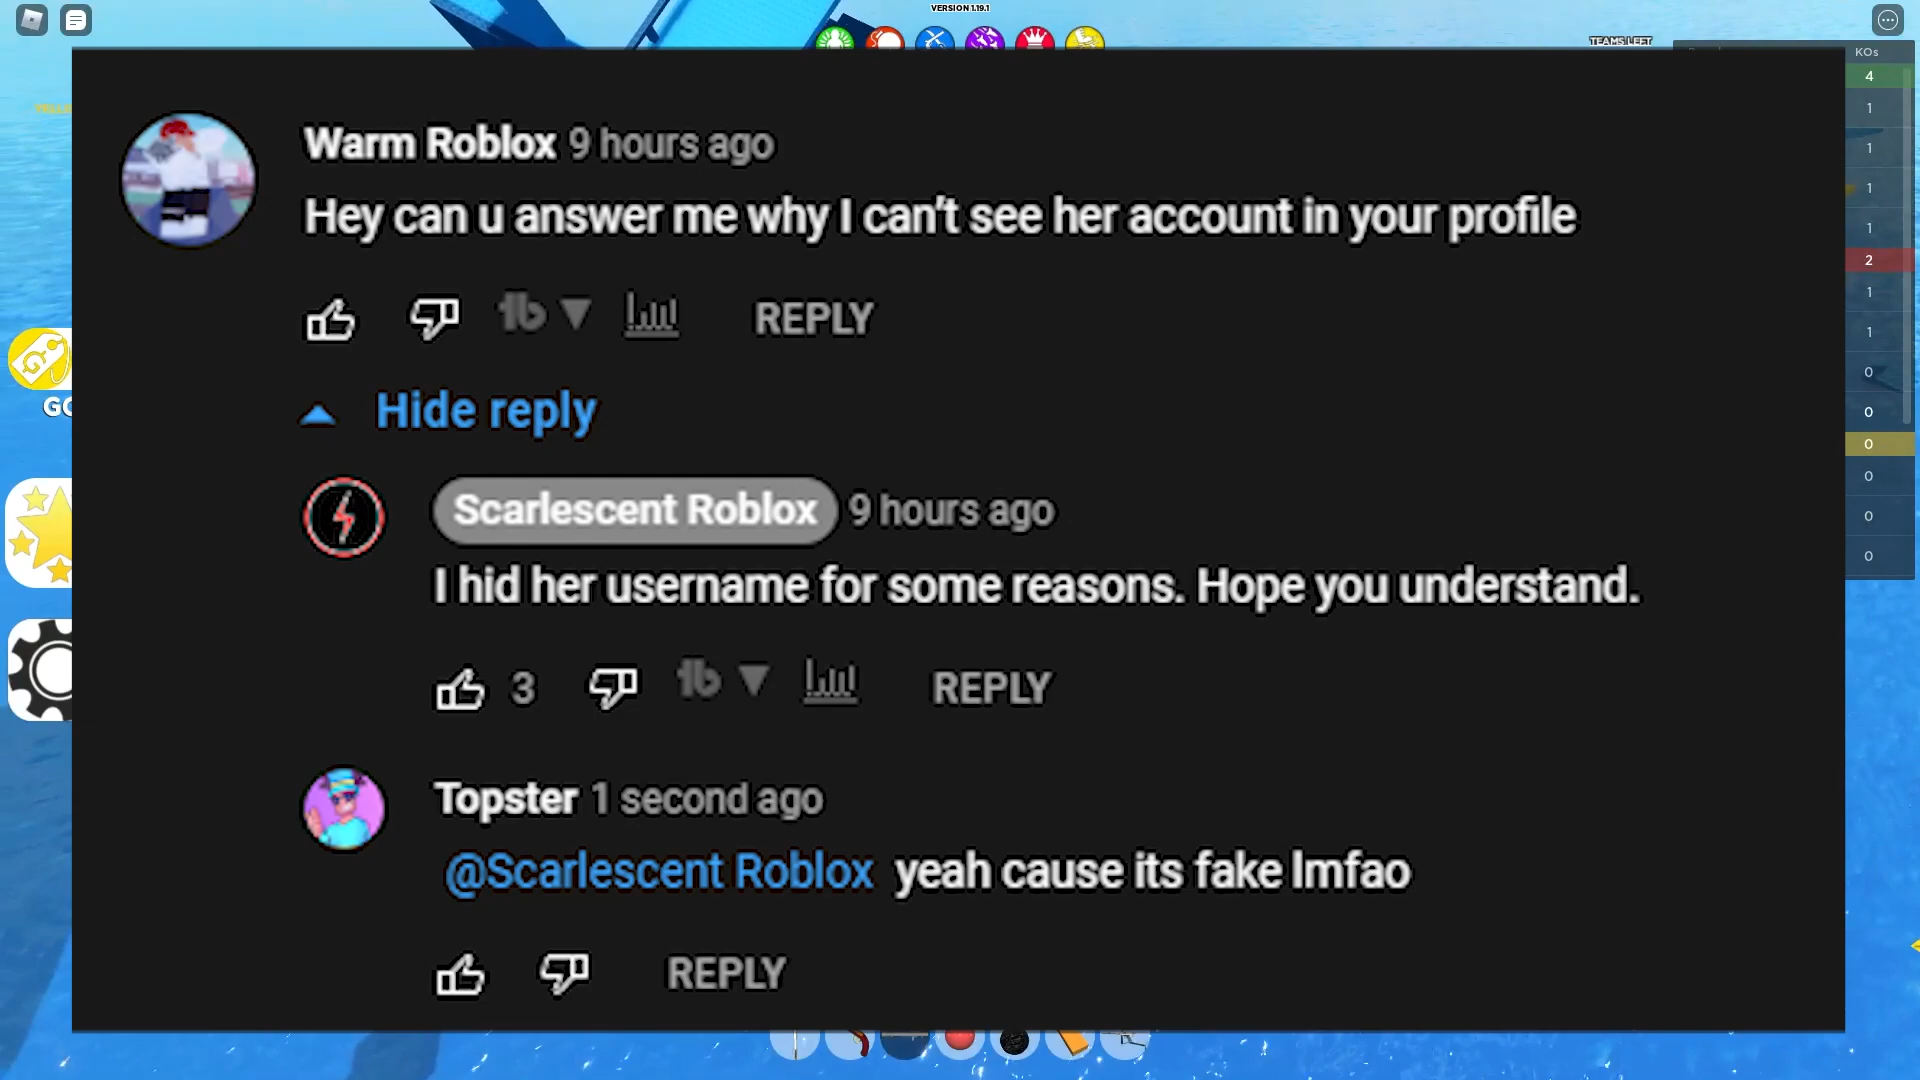 VERSION 1.19.1
TEAMS LEFT
KOs
4
1
1
1
1
2
1
1
0
0
0
0
0
0
Warm Roblox 9 hours ago
Hey can u answer me why I can't see her account in your profile
REPLY
Hide reply
Scarlescent Roblox 9 hours ago
I hid her username for some reasons. Hope you understand.
3
REPLY
Topster 1 second ago
@Scarlescent Roblox yeah cause its fake lmfao
REPLY